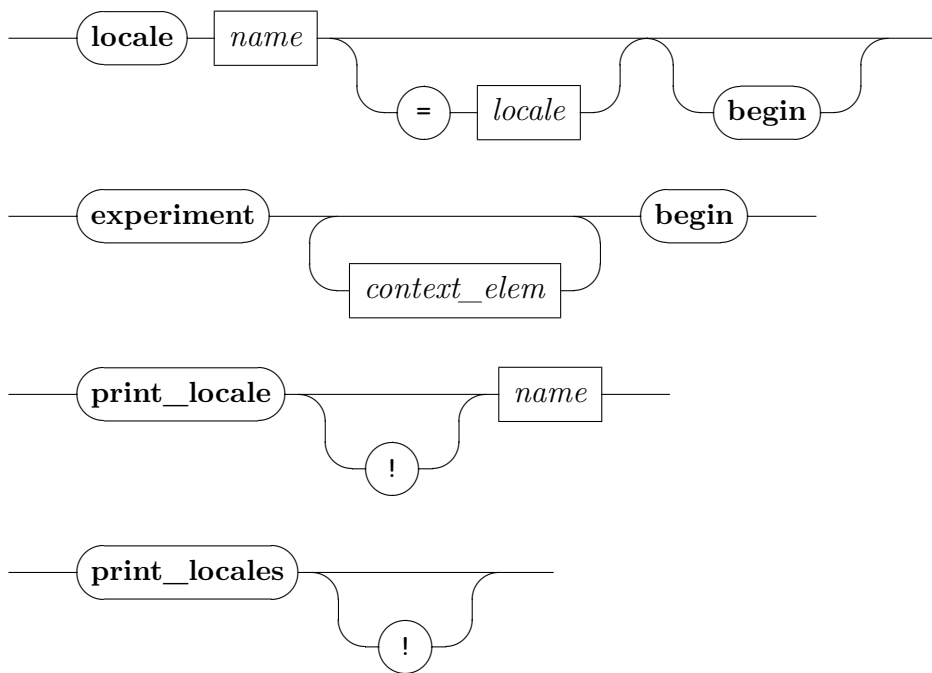 locale name
= locale begin
experiment begin
context_elem
print_locale name
!
print_locales
!